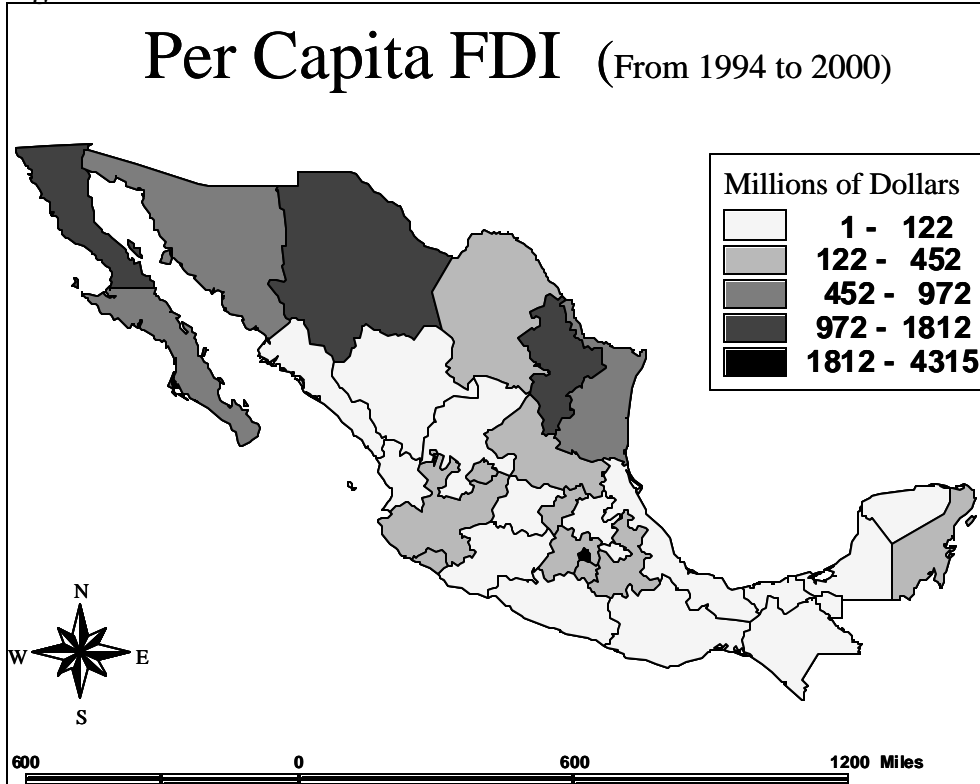 Per Capita FDI (From 1994 to 2000)
Millions of Dollars
1 - 122
122 - 452
452 - 972
972 - 1812
1812 - 4315
N
W E
S
600 0 600 1200 Miles